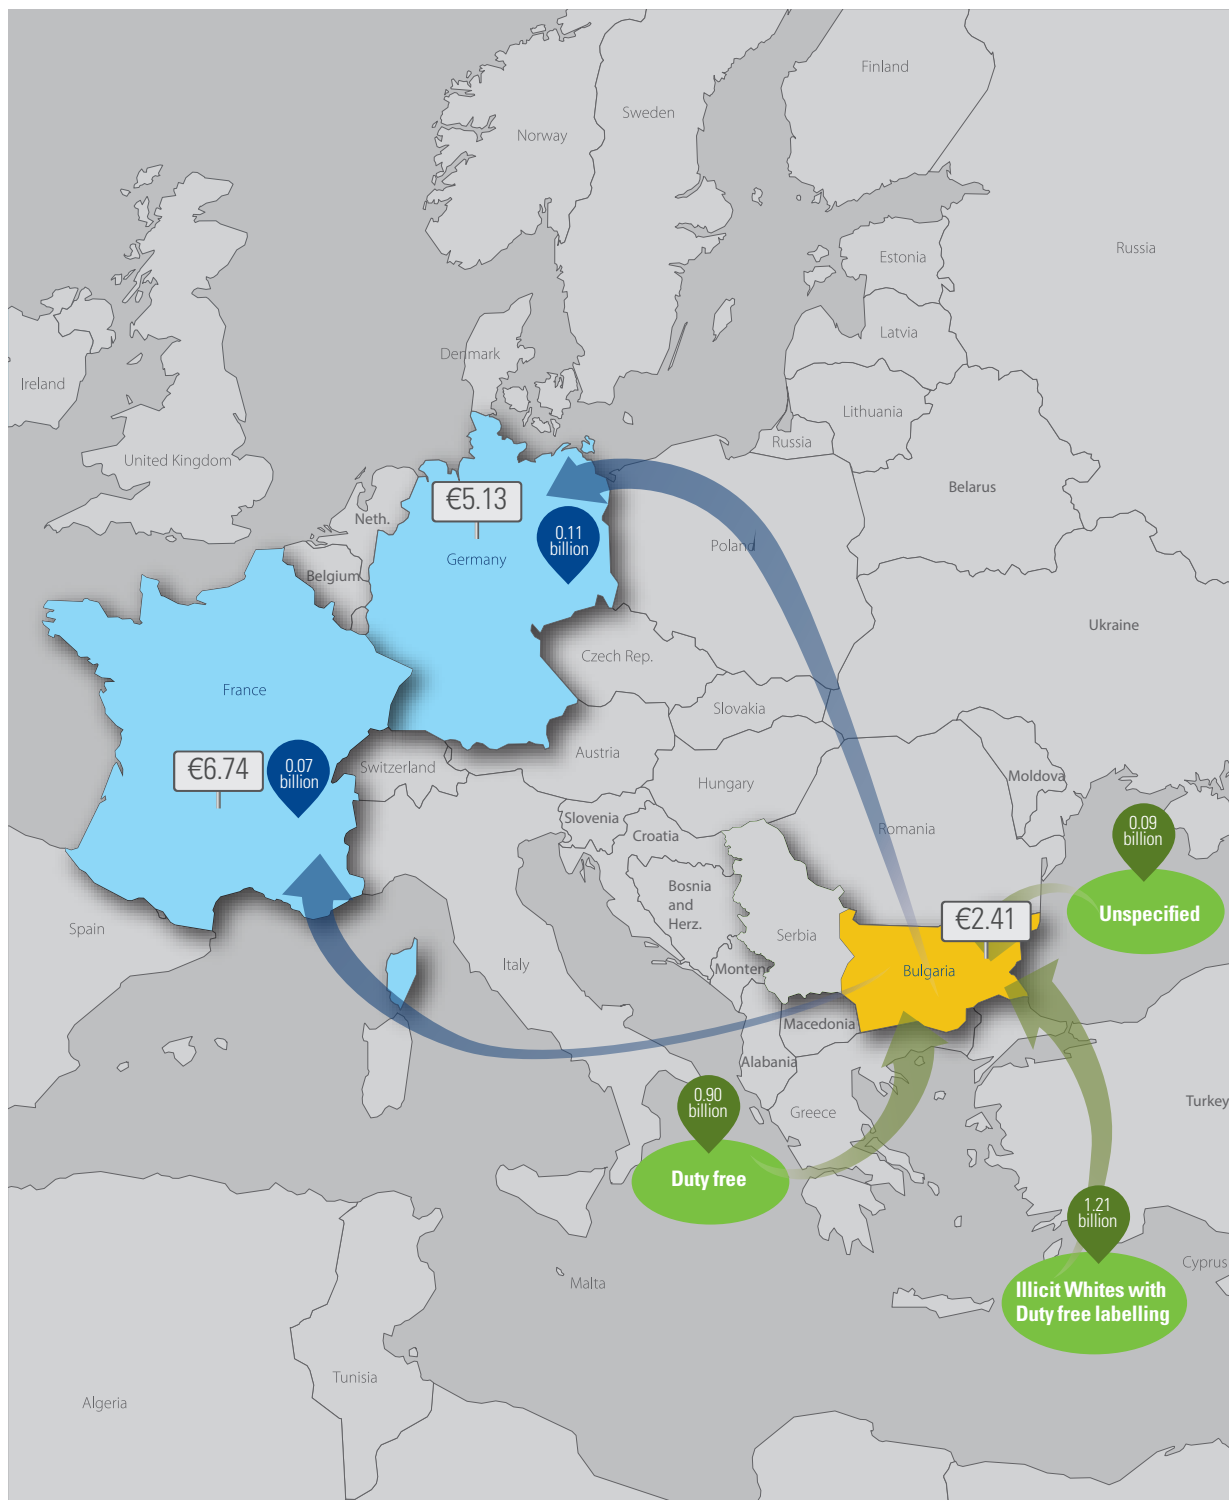 Finland
Sweden
Norway
Russia
Estonia
Latvia
Denmark
Ireland
Lithuania
Russia
United Kingdom
Belarus
€5.13
Neth.
0.11
billion
Poland
Germany
Belgium
Ukraine
Czech Rep.
France
Slovakia
Austria
€6.74
0.07
billion
Switzerland
Hungary
Moldova
Slovenia
Croatia
Romania
0.09
billion
Bosnia
and
Herz.
Unspecified
€2.41
Spain
Serbia
Italy
Monten
Bulgaria
Macedonia
Alabania
0.90
billion
Greece
Turkey
Duty free
1.21
billion
Malta
Cyprus
Illicit Whites with
Duty free labelling
Tunisia
Algeria